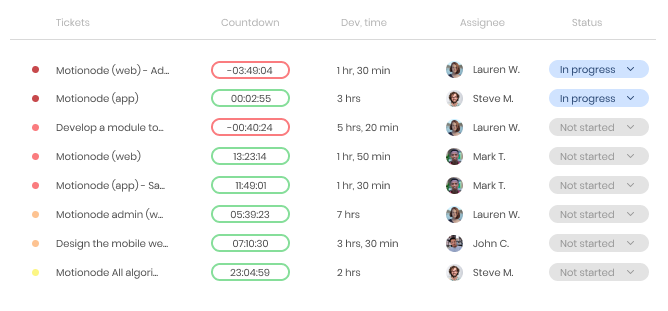 Tickets Countdown Dev, time Assignee Status
Motionode (web) - Ad... -03:49:04 1 hr, 30 min Lauren W. In progress
Motionode (app) 00:02:55 3 hrs Steve M. In progress
Develop a module to... -00:40:24 5 hrs, 20 min Lauren W. Not started
Motionode (web) 13:23:14 1 hr, 50 min Mark T. Not started
Motionode (app) - Sa... 11:49:01 1 hr, 30 min Mark T. Not started
Motionode admin (w... 05:39:23 7 hrs Lauren W. Not started
Design the mobile we... 07:10:30 3 hrs, 30 min John C. Not started
Motionode All algori... 23:04:59 2 hrs Steve M. Not started